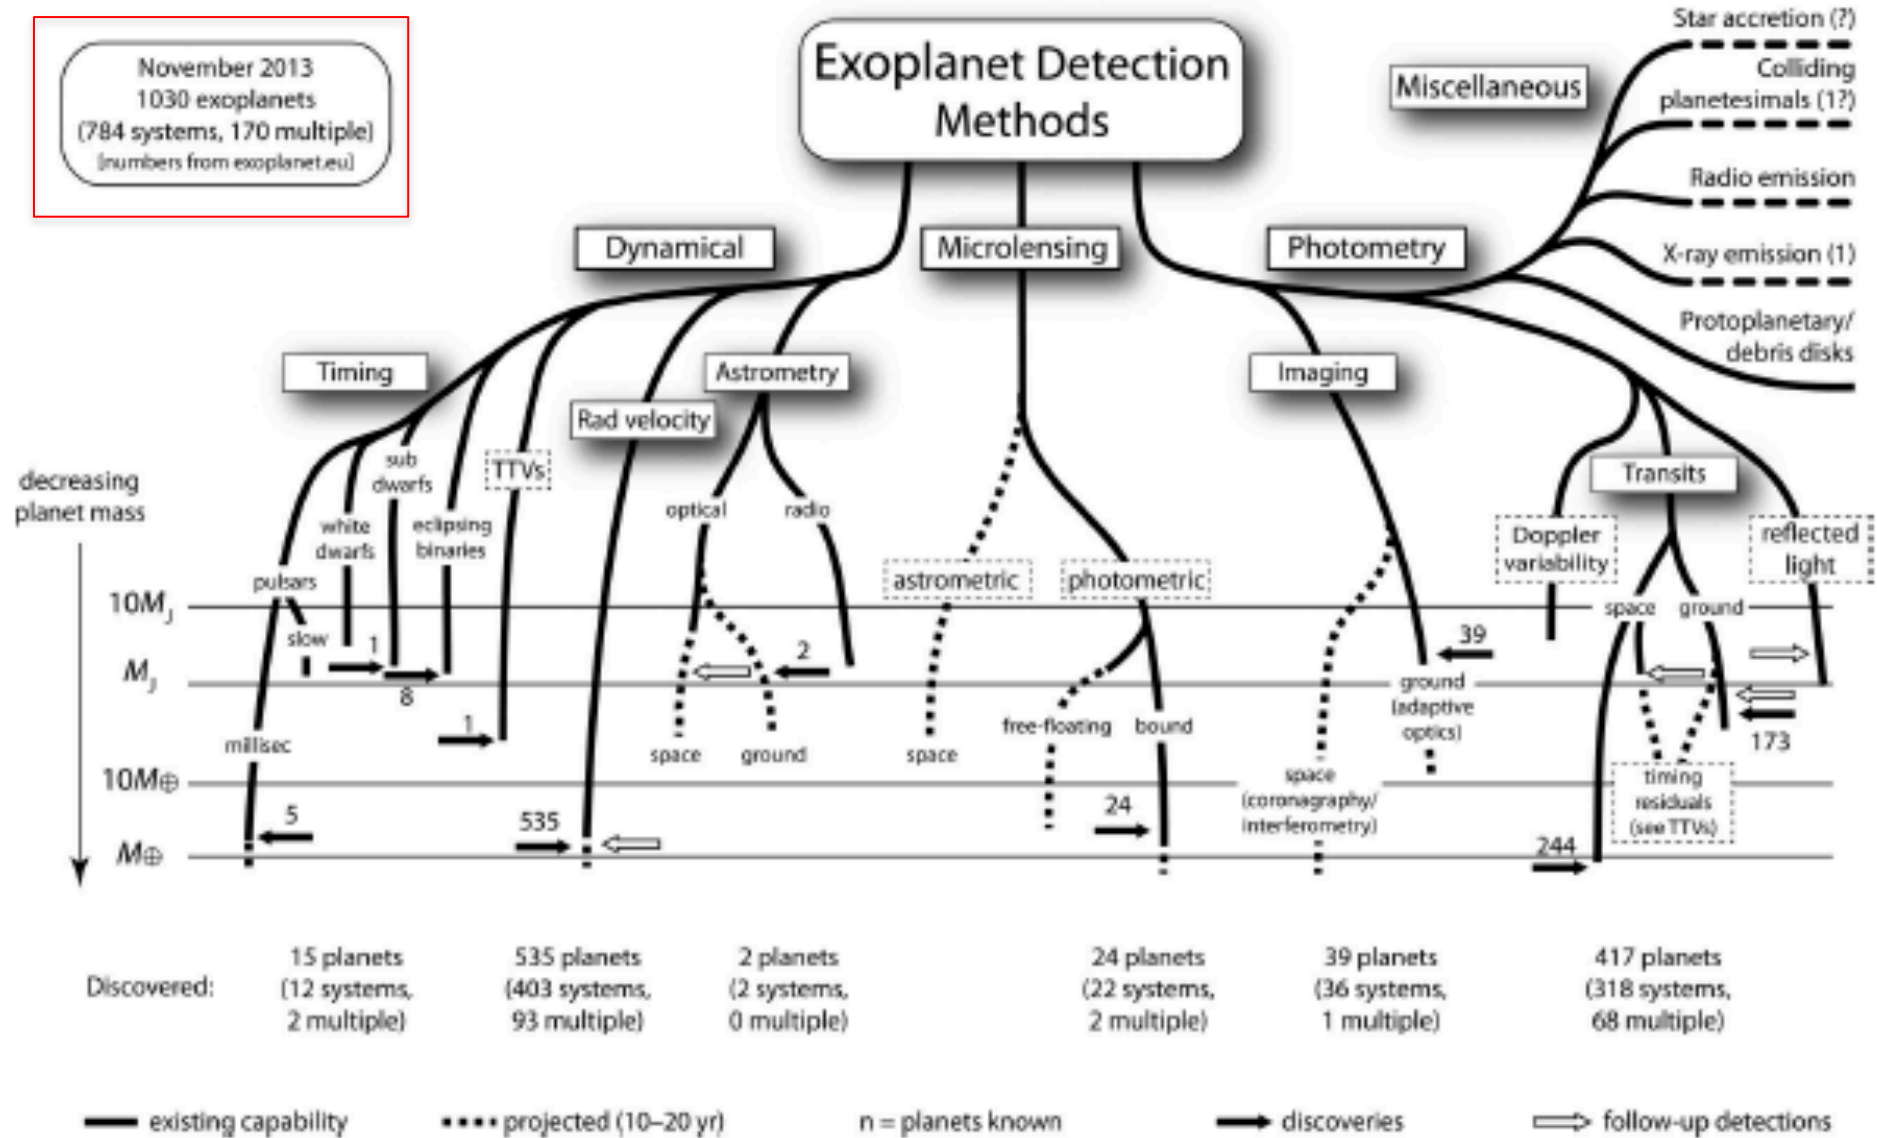 November 2013
1030 exoplanets
(784 systems, 170 multiple)
[numbers from exoplanet.eu]
Exoplanet Detection
Methods
Miscellaneous
Star accretion (?)
Colliding
planetesimals (1?)
Radio emission
X-ray emission (1)
Protoplanetary/
debris disks
Dynamical
Microlensing
Photometry
Timing
Astrometry
Imaging
Rad velocity
TTVs
Transits
decreasing
planet mass
sub
dwarfs
white
dwarfs
eclipsing
binaries
optical
radio
pulsars
slow
millisec
astrometric
photometric
Doppler
variability
reflected
light
space
ground
10MJ
MJ
10M⊕
M⊕
1
8
1
5
535
2
space
ground
space
free-floating
bound
24
39
ground
(adaptive
optics)
space
(coronagraphy/
interferometry)
173
timing
residuals
(see TTVs)
244
Discovered:
15 planets
(12 systems,
2 multiple)
535 planets
(403 systems,
93 multiple)
2 planets
(2 systems,
0 multiple)
24 planets
(22 systems,
2 multiple)
39 planets
(36 systems,
1 multiple)
417 planets
(318 systems,
68 multiple)
existing capability
projected (10–20 yr)
n = planets known
discoveries
follow-up detections